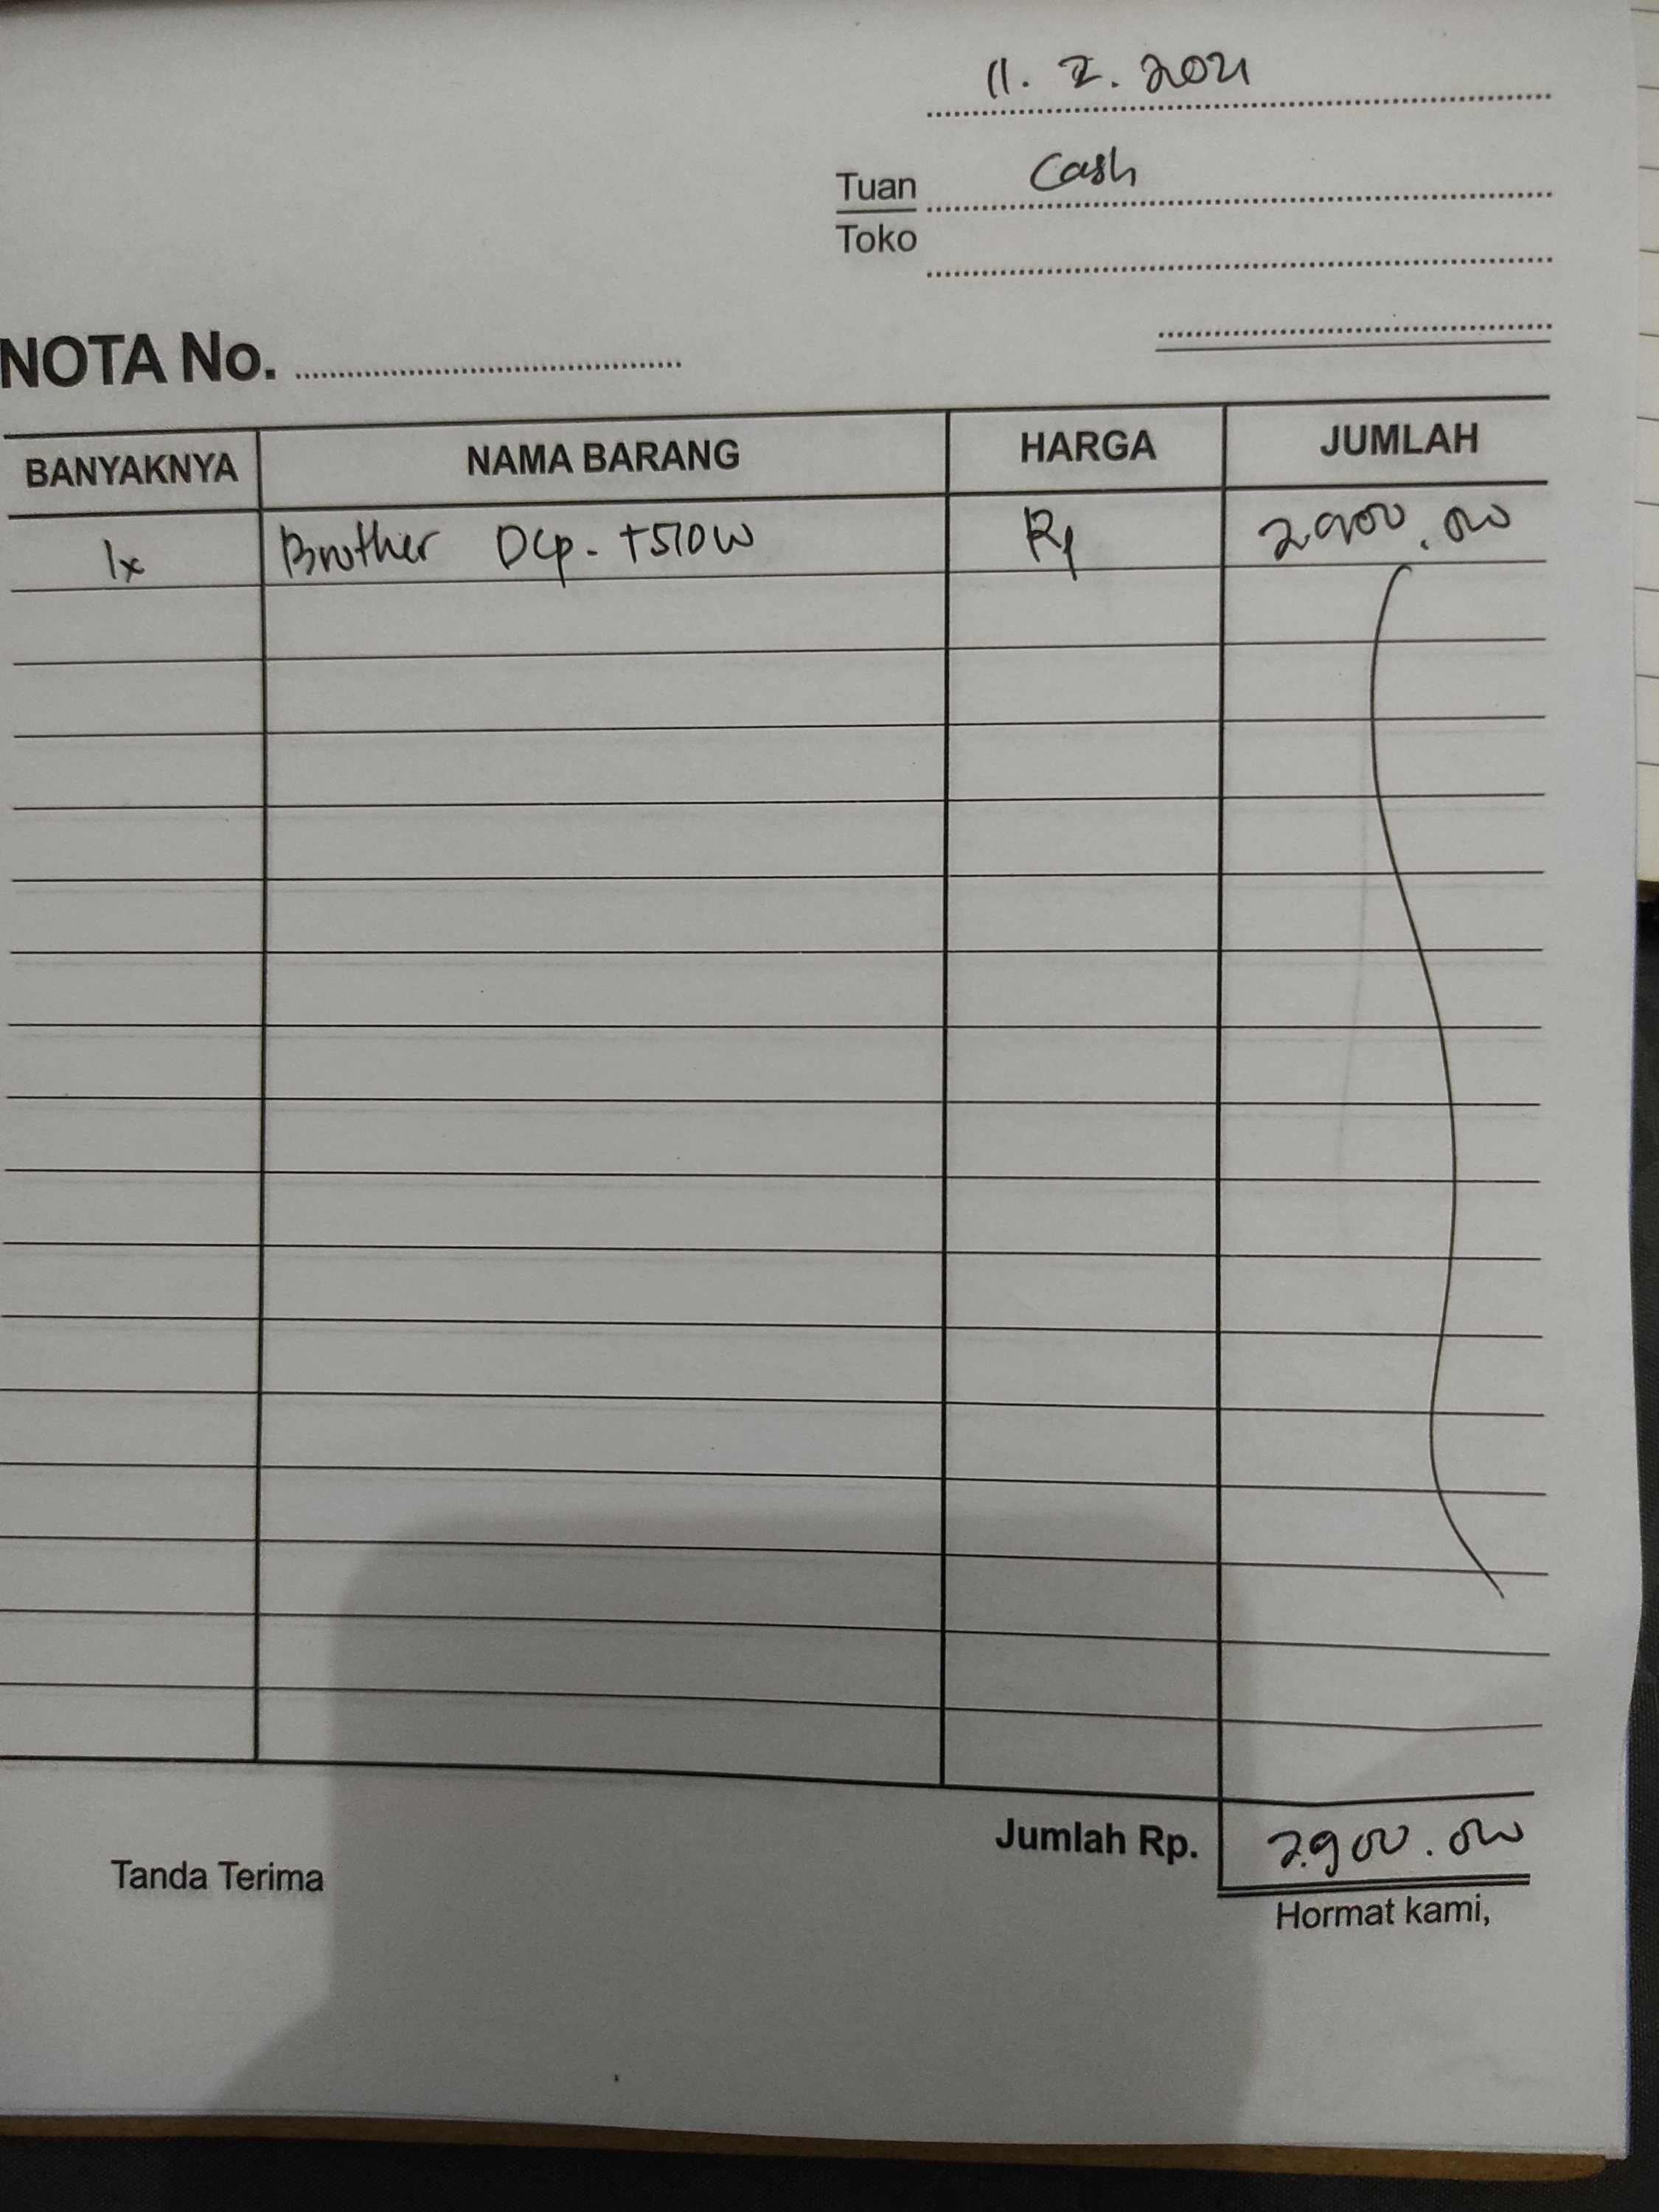 11. 2. 2021
Tuan Cash
Toko
NOTA No.
BANYAKNYA NAMA BARANG HARGA JUMLAH
1x Brother Dcp- T510W Rp 2.900.000
Jumlah Rp. 2.900.000
Tanda Terima
Hormat kami,